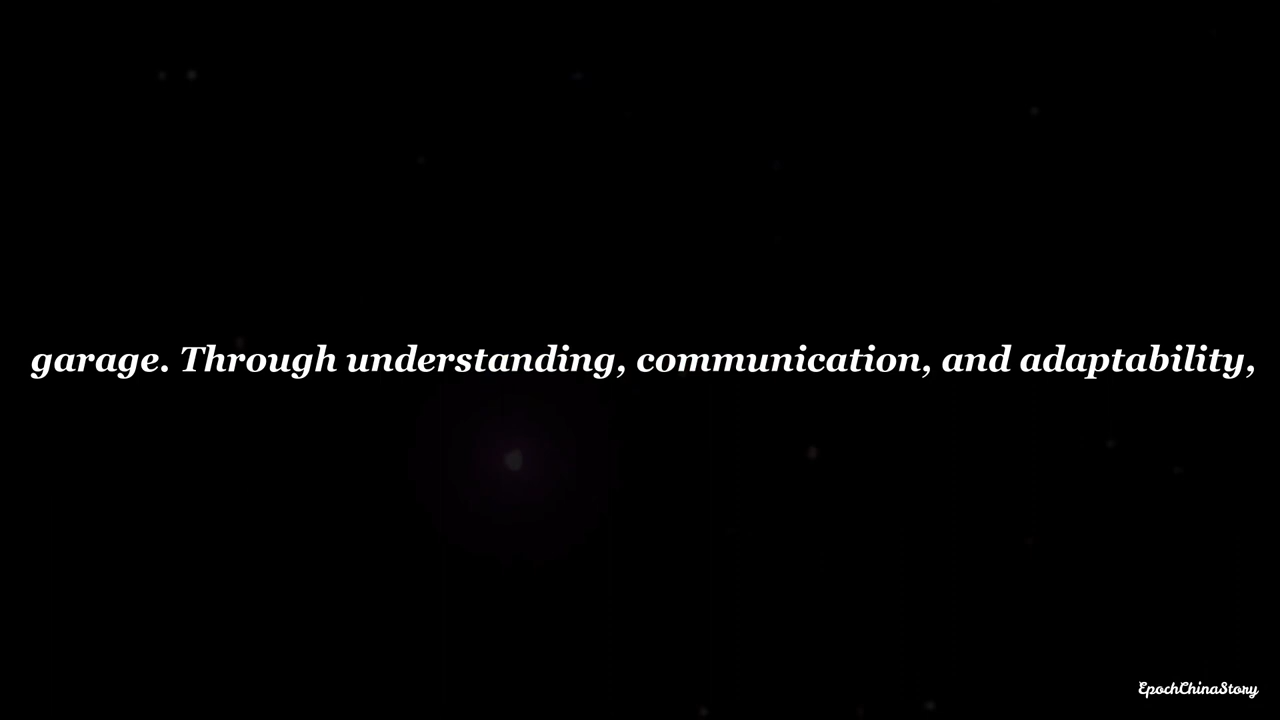 garage. Through understanding, communication, and adaptability,
EpochChinaStory